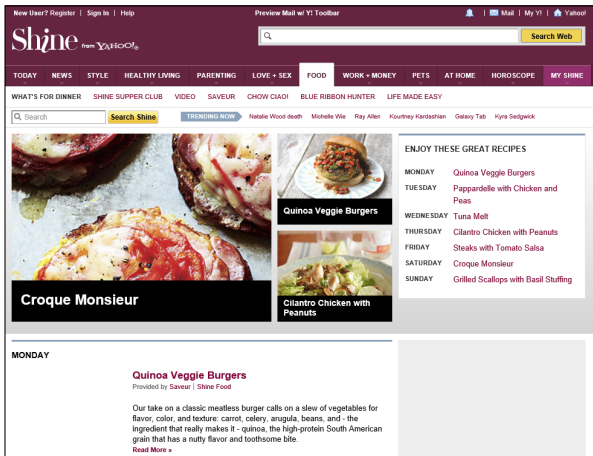 New User? Register | Sign In | Help
Preview Mail w/ Y! Toolbar
Mail | My Y! | Yahoo!
Shine from YAHOO!®
Search Web
TODAY NEWS STYLE HEALTHY LIVING PARENTING LOVE + SEX FOOD WORK + MONEY PETS AT HOME HOROSCOPE MY SHINE
WHAT'S FOR DINNER SHINE SUPPER CLUB VIDEO SAVEUR CHOW CIAO! BLUE RIBBON HUNTER LIFE MADE EASY
Search Search Shine TRENDING NOW Natalie Wood death Michelle Wie Ray Allen Kourtney Kardashian Galaxy Tab Kyra Sedgwick
Croque Monsieur
Quinoa Veggie Burgers
Cilantro Chicken with
Peanuts
ENJOY THESE GREAT RECIPES
MONDAY Quinoa Veggie Burgers
TUESDAY Pappardelle with Chicken and
Peas
WEDNESDAY Tuna Melt
THURSDAY Cilantro Chicken with Peanuts
FRIDAY Steaks with Tomato Salsa
SATURDAY Croque Monsieur
SUNDAY Grilled Scallops with Basil Stuffing
MONDAY
Quinoa Veggie Burgers
Provided by Saveur | Shine Food
Our take on a classic meatless burger calls on a slew of vegetables for
flavor, color, and texture: carrot, celery, arugula, beans, and - the
ingredient that really makes it - quinoa, the high-protein South American
grain that has a nutty flavor and toothsome bite.
Read More »